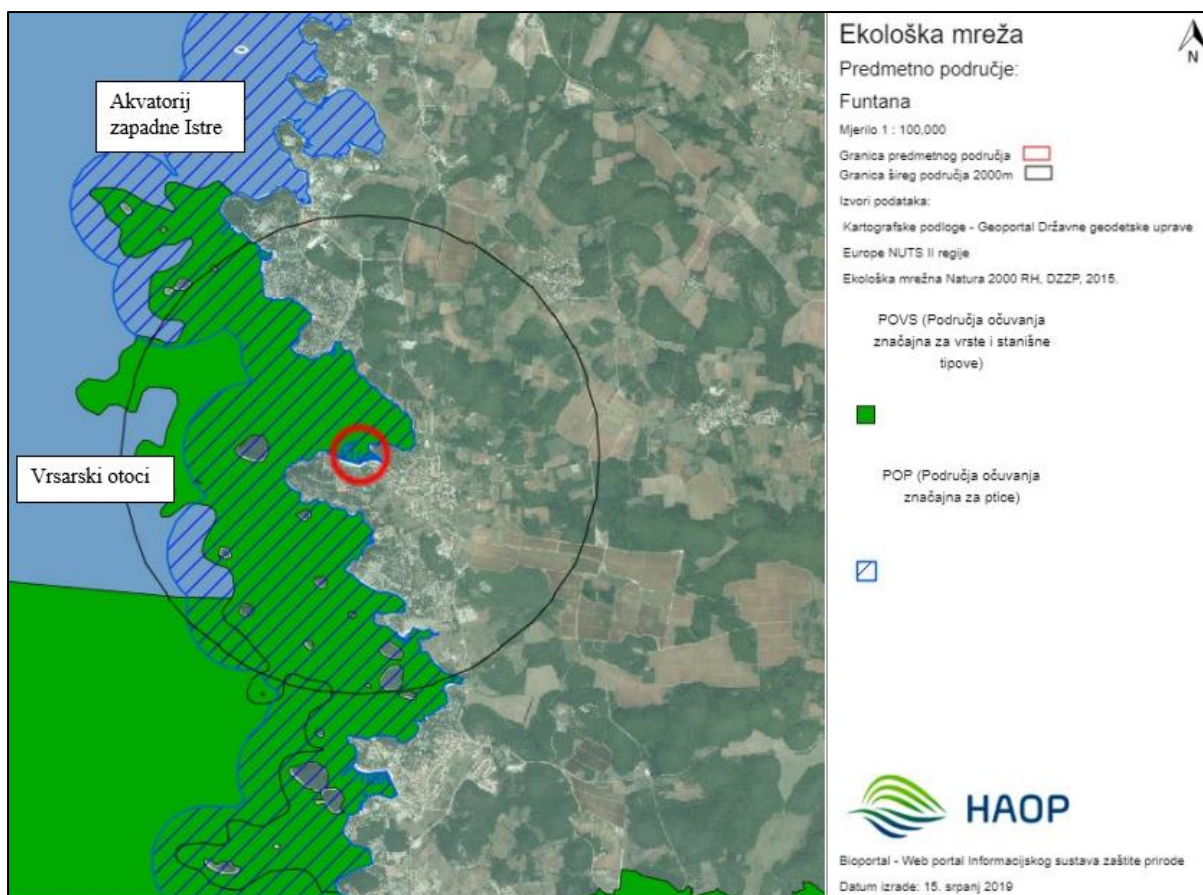 Akvatorij
zapadne Istre
Vrsarski otoci
Ekološka mreža
N
Predmetno područje:
Funtana
Mjerilo 1 : 100,000
Granica predmetnog područja
Granica šireg područja 2000m
Izvori podataka:
Kartografske podloge - Geoportal Državne geodetske uprave
Europe NUTS II regije
Ekološka mrežna Natura 2000 RH, DZZP, 2015.
POVS (Područja očuvanja
značajna za vrste i stanišne
tipove)
POP (Područja očuvanja
značajna za ptice)
HAOP
Bioportal - Web portal Informacijskog sustava zaštite prirode
Datum izrade: 15. srpanj 2019